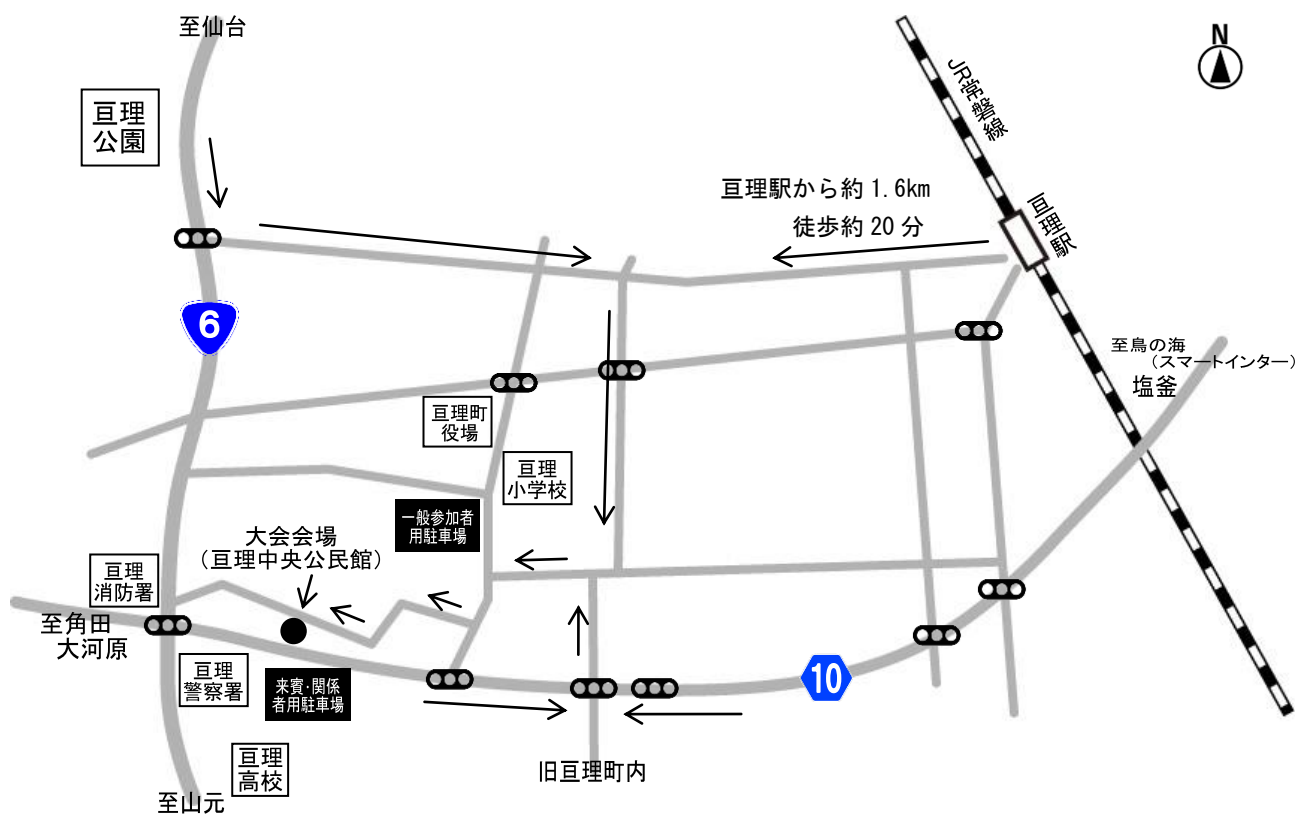 至仙台
N
亘理
公園
JR常磐線
亘理駅から約 1.6km
徒歩約 20 分
亘理駅
6
至鳥の海
(スマートインター)
塩釜
亘理町
役場
亘理
小学校
一般参加者
用駐車場
大会会場
(亘理中央公民館)
亘理
消防署
至角田
大河原
亘理
警察署
来賓・関係
者用駐車場
10
亘理
高校
旧亘理町内
至山元